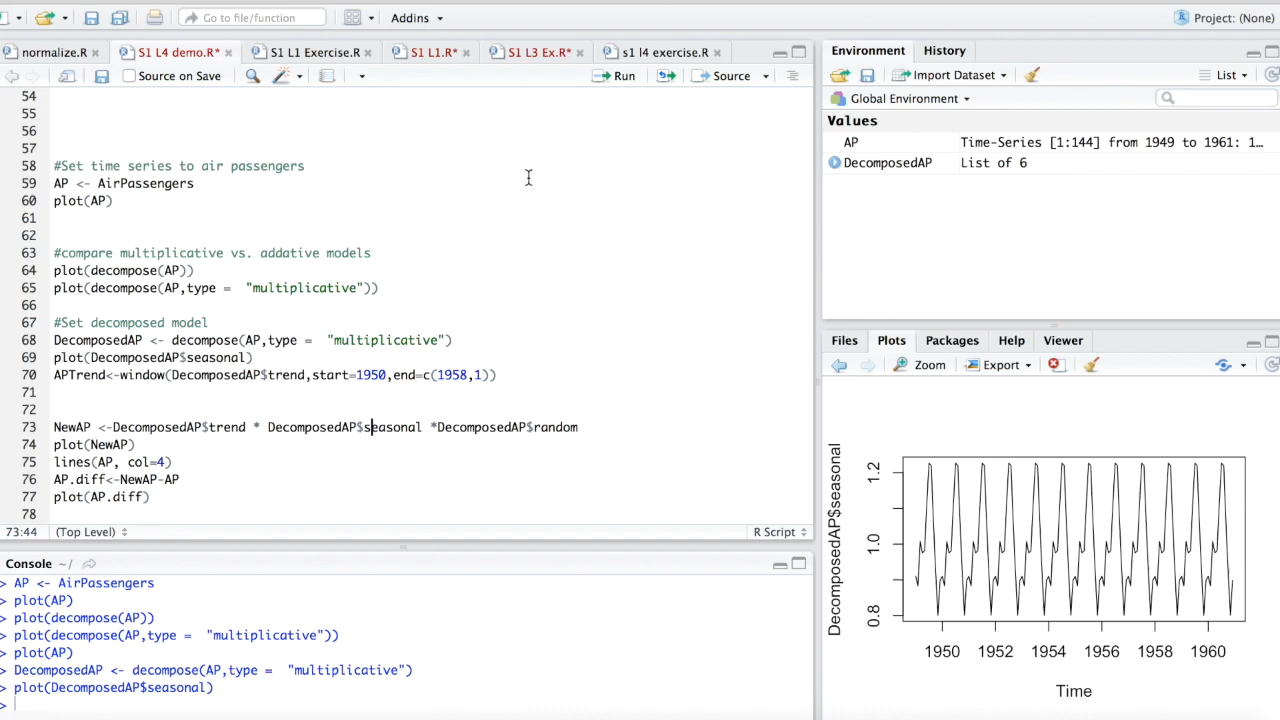 Go to file/function
Addins
Project: (None)
normalize.R
S1 L4 demo.R*
S1 L1 Exercise.R
S1 L1.R*
S1 L3 Ex.R*
s1 l4 exercise.R
Source on Save
Run
Source
54
55
56
57
58 #Set time series to air passengers
59 AP <- AirPassengers
60 plot(AP)
61
62
63 #compare multiplicative vs. addative models
64 plot(decompose(AP))
65 plot(decompose(AP,type =  "multiplicative"))
66
67 #Set decomposed model
68 DecomposedAP <- decompose(AP,type =  "multiplicative")
69 plot(DecomposedAP$seasonal)
70 APTrend<-window(DecomposedAP$trend,start=1950,end=c(1958,1))
71
72
73 NewAP <-DecomposedAP$trend * DecomposedAP$seasonal *DecomposedAP$random
74 plot(NewAP)
75 lines(AP, col=4)
76 AP.diff<-NewAP-AP
77 plot(AP.diff)
78
73:44 (Top Level) R Script
Console ~/
> AP <- AirPassengers
> plot(AP)
> plot(decompose(AP))
> plot(decompose(AP,type =  "multiplicative"))
> plot(AP)
> DecomposedAP <- decompose(AP,type =  "multiplicative")
> plot(DecomposedAP$seasonal)
>
Environment History
Import Dataset
List
Global Environment
Values
AP Time-Series [1:144] from 1949 to 1961: 1…
DecomposedAP List of 6
Files Plots Packages Help Viewer
Zoom Export
DecomposedAP$seasonal
1.2
1.0
0.8
1950 1952 1954 1956 1958 1960
Time